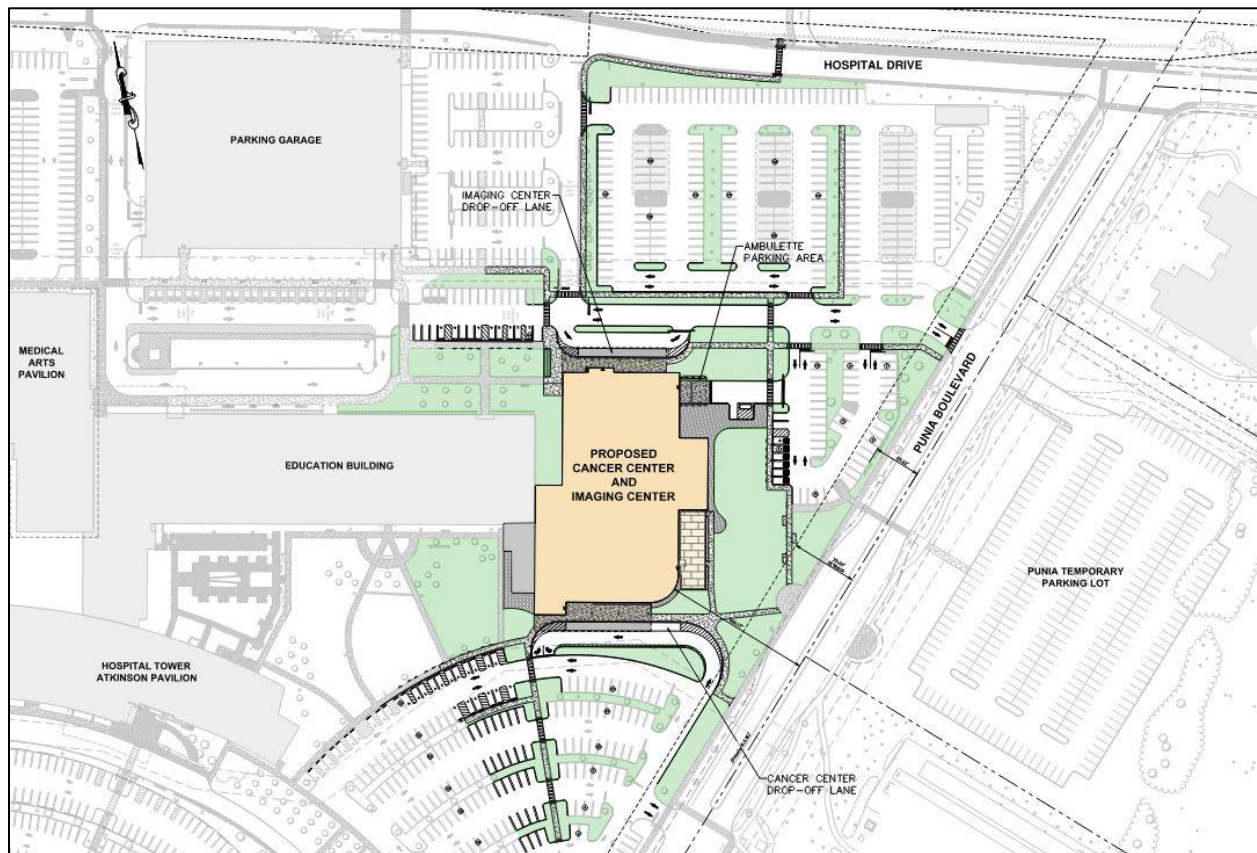 HOSPITAL DRIVE
PARKING GARAGE
IMAGING CENTER
DROP-OFF LANE
AMBULETTE
PARKING AREA
MEDICAL
ARTS
PAVILION
PUNIA BOULEVARD
EDUCATION BUILDING
PROPOSED
CANCER CENTER
AND
IMAGING CENTER
PUNIA TEMPORARY
PARKING LOT
HOSPITAL TOWER
ATKINSON PAVILION
CANCER CENTER
DROP-OFF LANE